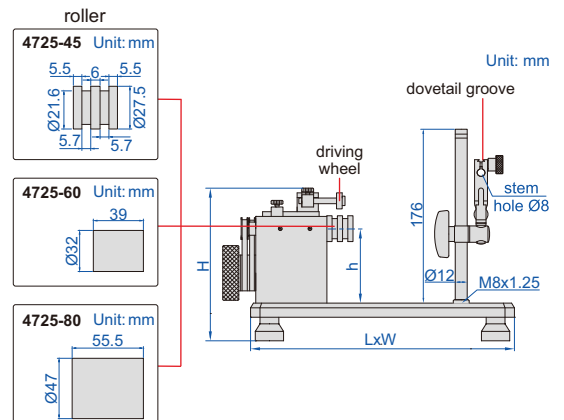 roller
4725-45 Unit: mm
5.5 6 5.5
Ø21.6
Ø27.5
5.7 5.7
4725-60 Unit: mm
39
Ø32
4725-80 Unit: mm
55.5
Ø47
Unit: mm
dovetail groove
driving
wheel
stem
hole Ø8
176
H
h
Ø12
M8x1.25
LxW